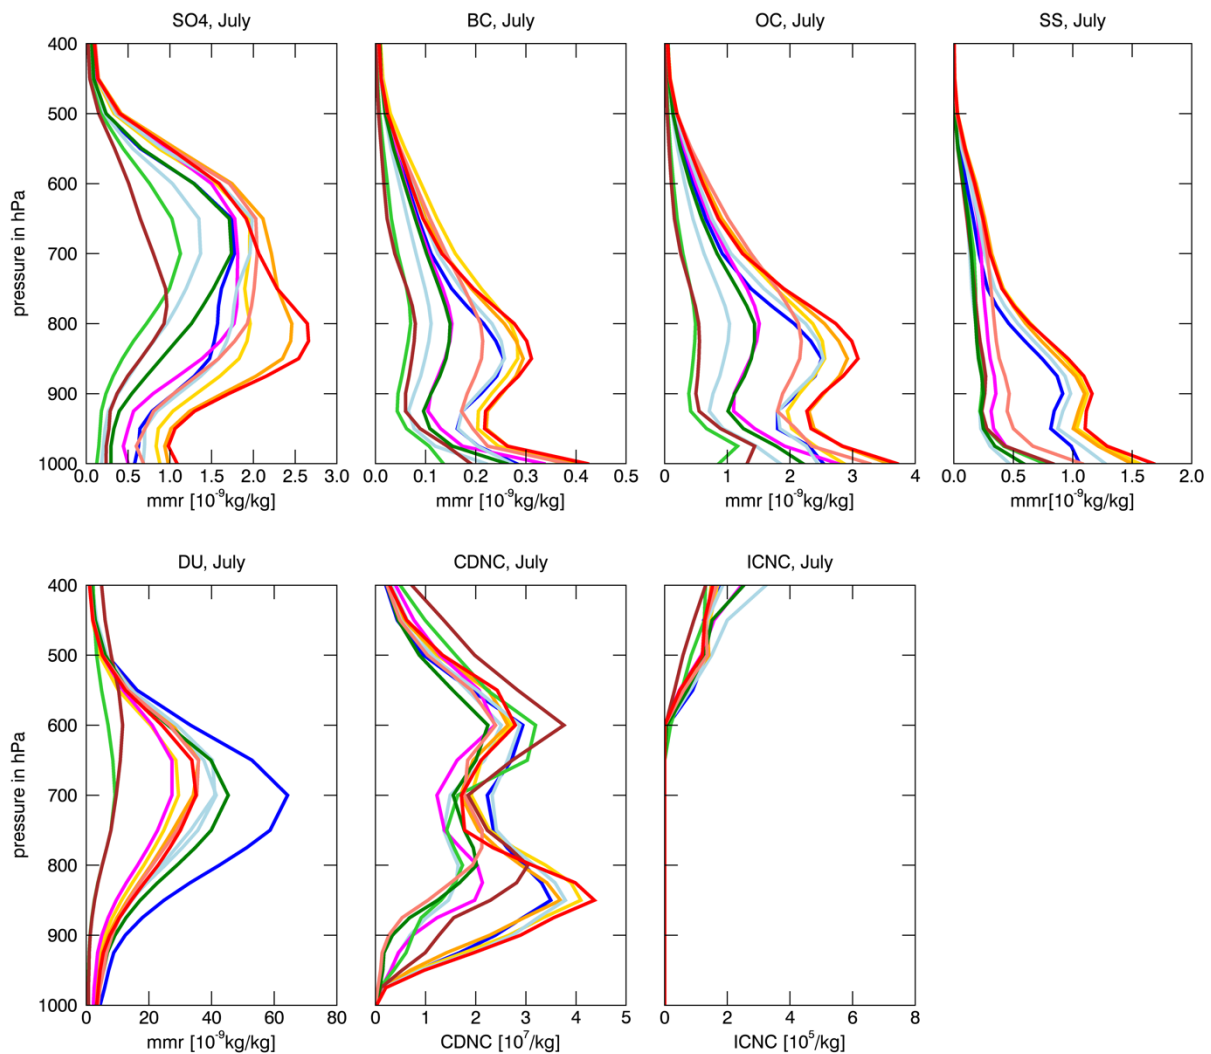 SO4, July
BC, July
OC, July
SS, July
400
500
600
700
800
900
1000
pressure in hPa
0.0 0.5 1.0 1.5 2.0 2.5 3.0
mmr [10⁻⁹kg/kg]
0.0 0.1 0.2 0.3 0.4 0.5
mmr [10⁻⁹kg/kg]
0 1 2 3 4
mmr [10⁻⁹kg/kg]
0.0 0.5 1.0 1.5 2.0
mmr[10⁻⁹kg/kg]
DU, July
CDNC, July
ICNC, July
400
500
600
700
800
900
1000
pressure in hPa
0 20 40 60 80
mmr [10⁻⁹kg/kg]
0 1 2 3 4 5
CDNC [10⁷/kg]
0 2 4 6 8
ICNC [10⁵/kg]